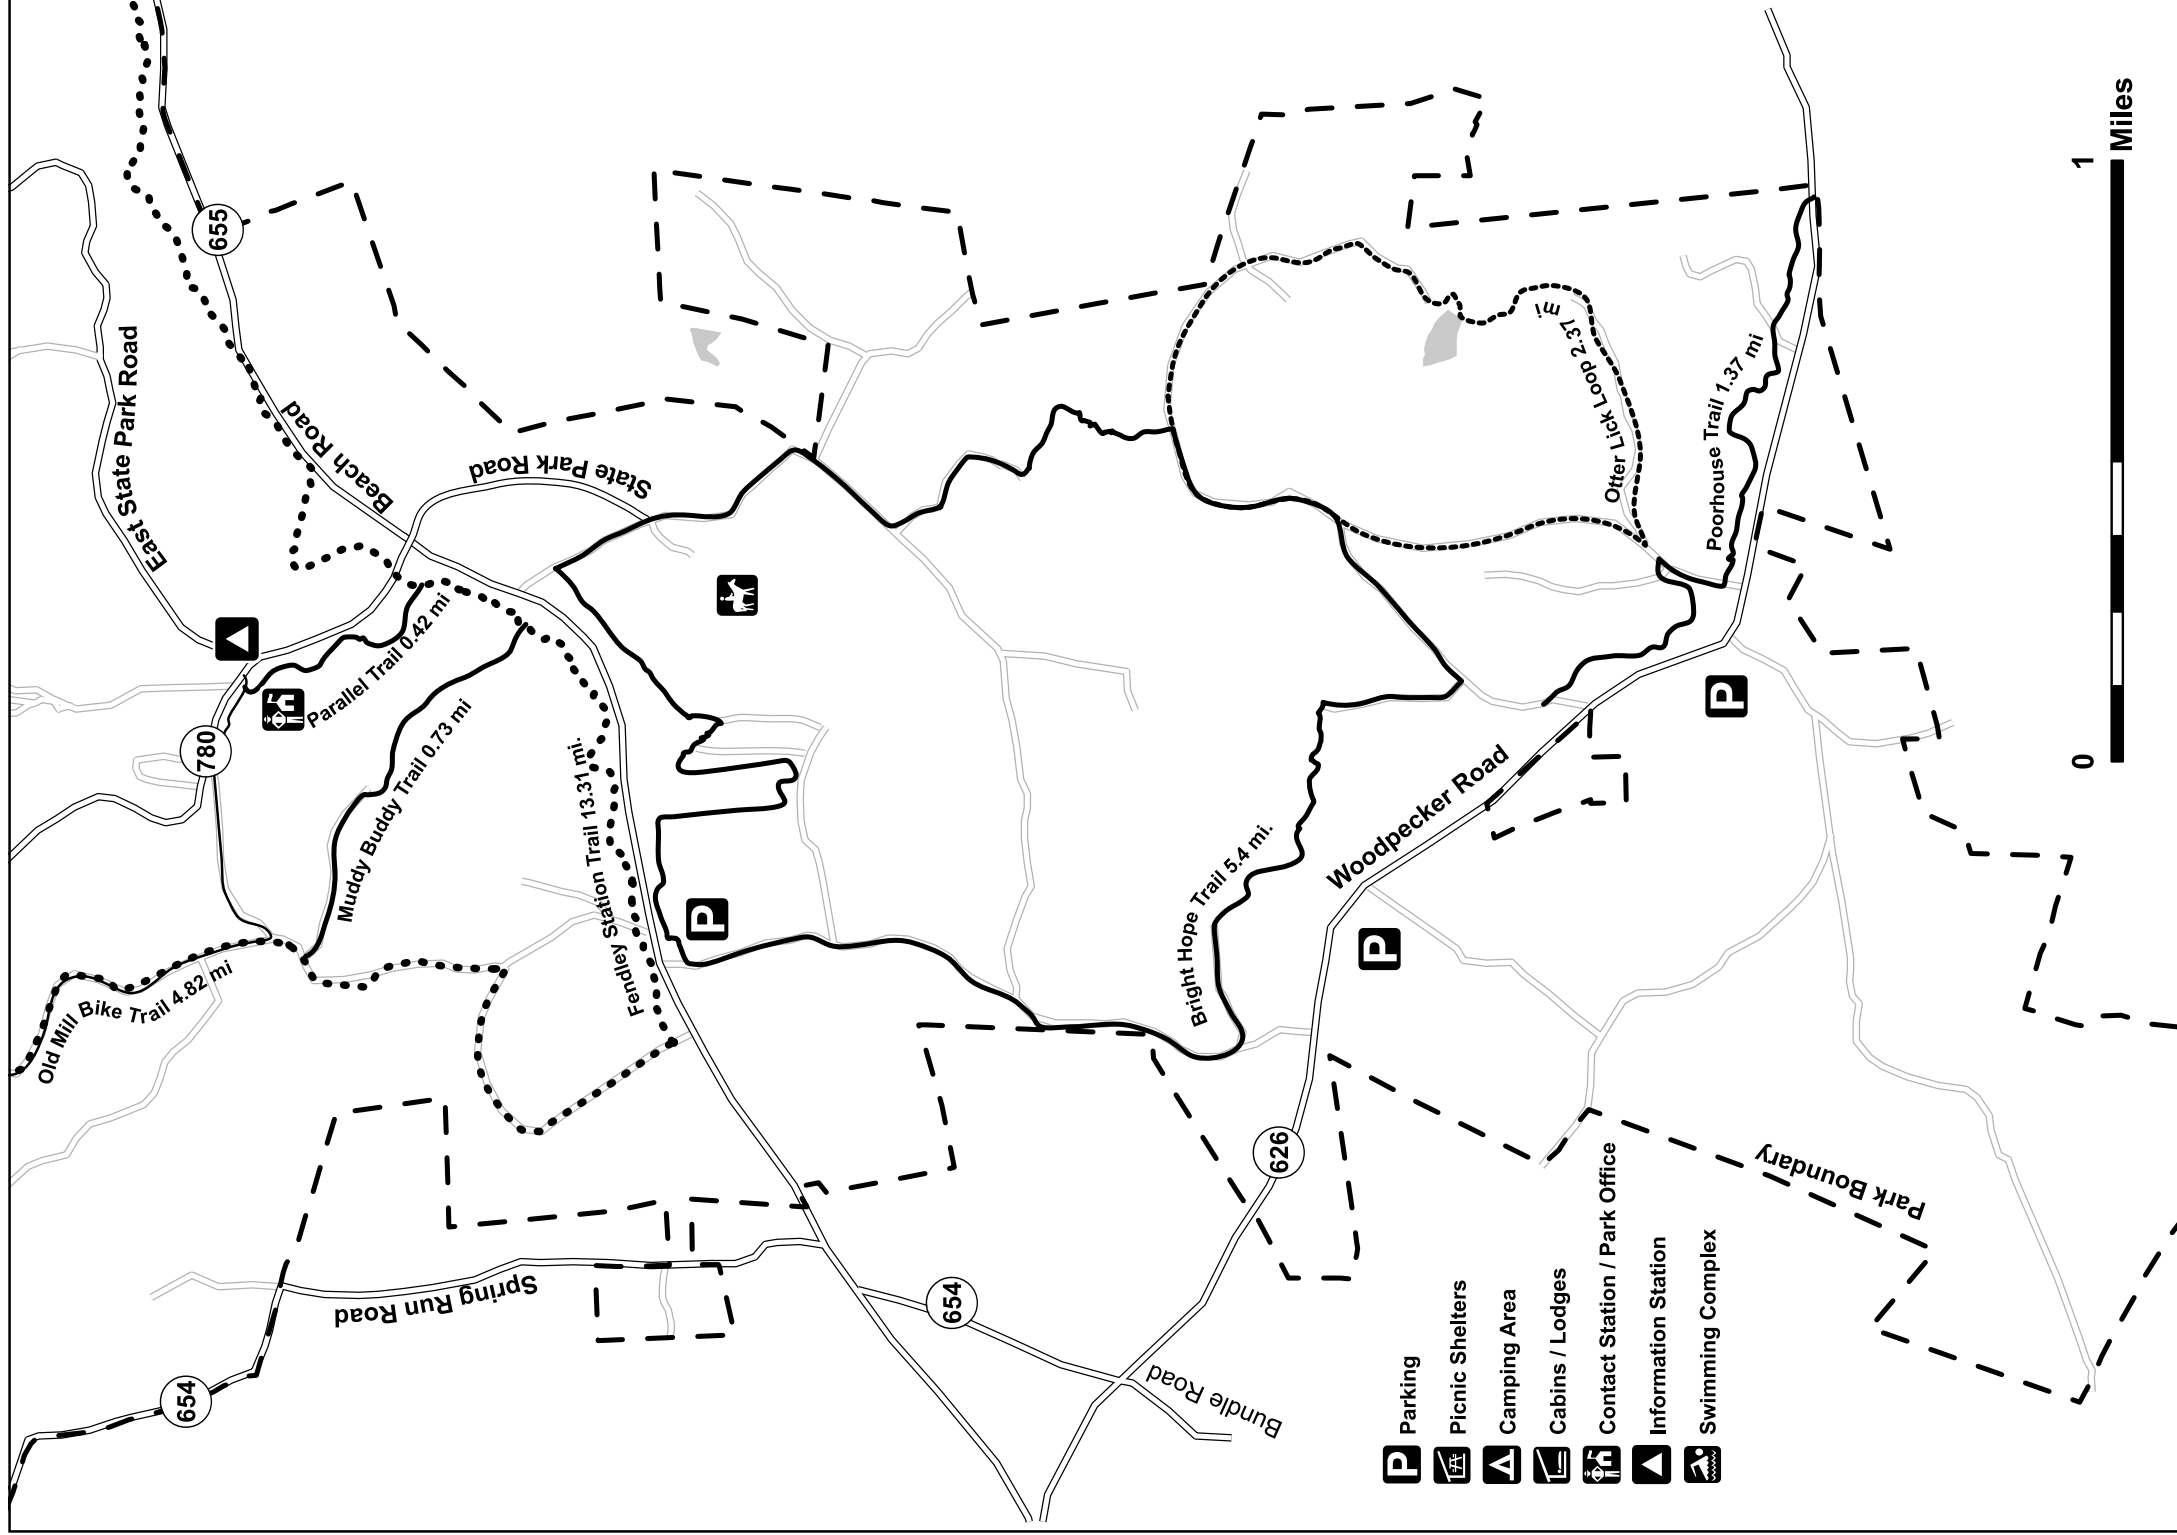 655
East State Park Road
Beach Road
State Park Road
780
Parallel Trail 0.42 mi
Muddy Buddy Trail 0.73 mi
Old Mill Bike Trail 4.82 mi
Fendley Station Trail 13.31 mi.
Otter Lick Loop 2.37 mi
Poorhouse Trail 1.37 mi
P
P
P
Bright Hope Trail 5.4 mi.
Woodpecker Road
626
654
Spring Run Road
654
Bundle Road
Park Boundary
P Parking
Picnic Shelters
Camping Area
Cabins / Lodges
Contact Station / Park Office
Information Station
Swimming Complex
0 1
Miles